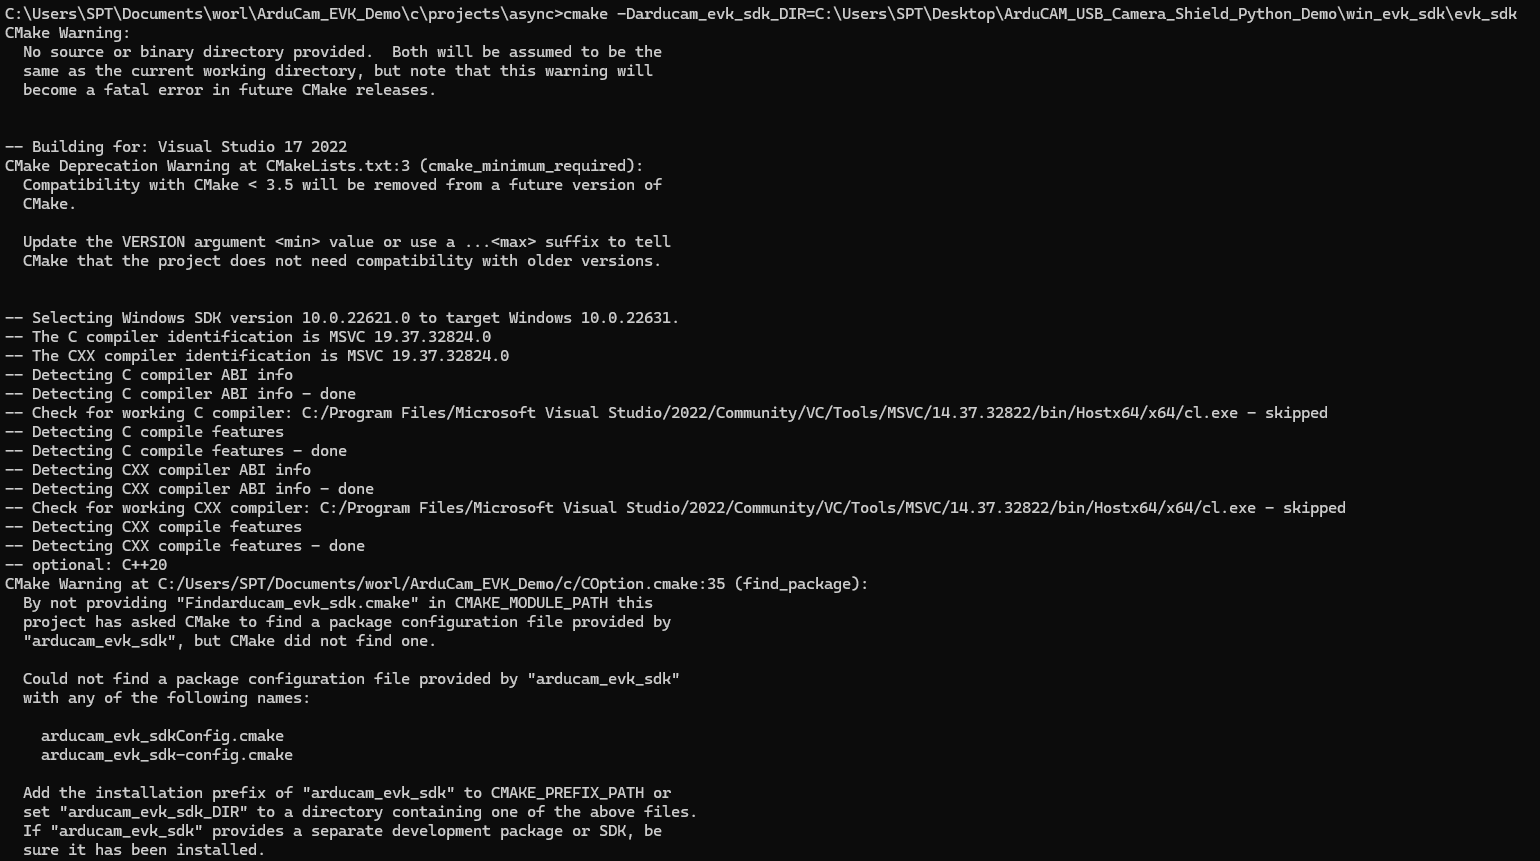 C:\Users\SPT\Documents\worl\ArduCam_EVK_Demo\c\projects\async>cmake -Darducam_evk_sdk_DIR=C:\Users\SPT\Desktop\ArduCAM_USB_Camera_Shield_Python_Demo\win_evk_sdk\evk_sdk
CMake Warning:
  No source or binary directory provided.  Both will be assumed to be the
  same as the current working directory, but note that this warning will
  become a fatal error in future CMake releases.


-- Building for: Visual Studio 17 2022
CMake Deprecation Warning at CMakeLists.txt:3 (cmake_minimum_required):
  Compatibility with CMake < 3.5 will be removed from a future version of
  CMake.

  Update the VERSION argument <min> value or use a ...<max> suffix to tell
  CMake that the project does not need compatibility with older versions.


-- Selecting Windows SDK version 10.0.22621.0 to target Windows 10.0.22631.
-- The C compiler identification is MSVC 19.37.32824.0
-- The CXX compiler identification is MSVC 19.37.32824.0
-- Detecting C compiler ABI info
-- Detecting C compiler ABI info - done
-- Check for working C compiler: C:/Program Files/Microsoft Visual Studio/2022/Community/VC/Tools/MSVC/14.37.32822/bin/Hostx64/x64/cl.exe - skipped
-- Detecting C compile features
-- Detecting C compile features - done
-- Detecting CXX compiler ABI info
-- Detecting CXX compiler ABI info - done
-- Check for working CXX compiler: C:/Program Files/Microsoft Visual Studio/2022/Community/VC/Tools/MSVC/14.37.32822/bin/Hostx64/x64/cl.exe - skipped
-- Detecting CXX compile features
-- Detecting CXX compile features - done
-- optional: C++20
CMake Warning at C:/Users/SPT/Documents/worl/ArduCam_EVK_Demo/c/COption.cmake:35 (find_package):
  By not providing "Findarducam_evk_sdk.cmake" in CMAKE_MODULE_PATH this
  project has asked CMake to find a package configuration file provided by
  "arducam_evk_sdk", but CMake did not find one.

  Could not find a package configuration file provided by "arducam_evk_sdk"
  with any of the following names:

    arducam_evk_sdkConfig.cmake
    arducam_evk_sdk-config.cmake

  Add the installation prefix of "arducam_evk_sdk" to CMAKE_PREFIX_PATH or
  set "arducam_evk_sdk_DIR" to a directory containing one of the above files.
  If "arducam_evk_sdk" provides a separate development package or SDK, be
  sure it has been installed.